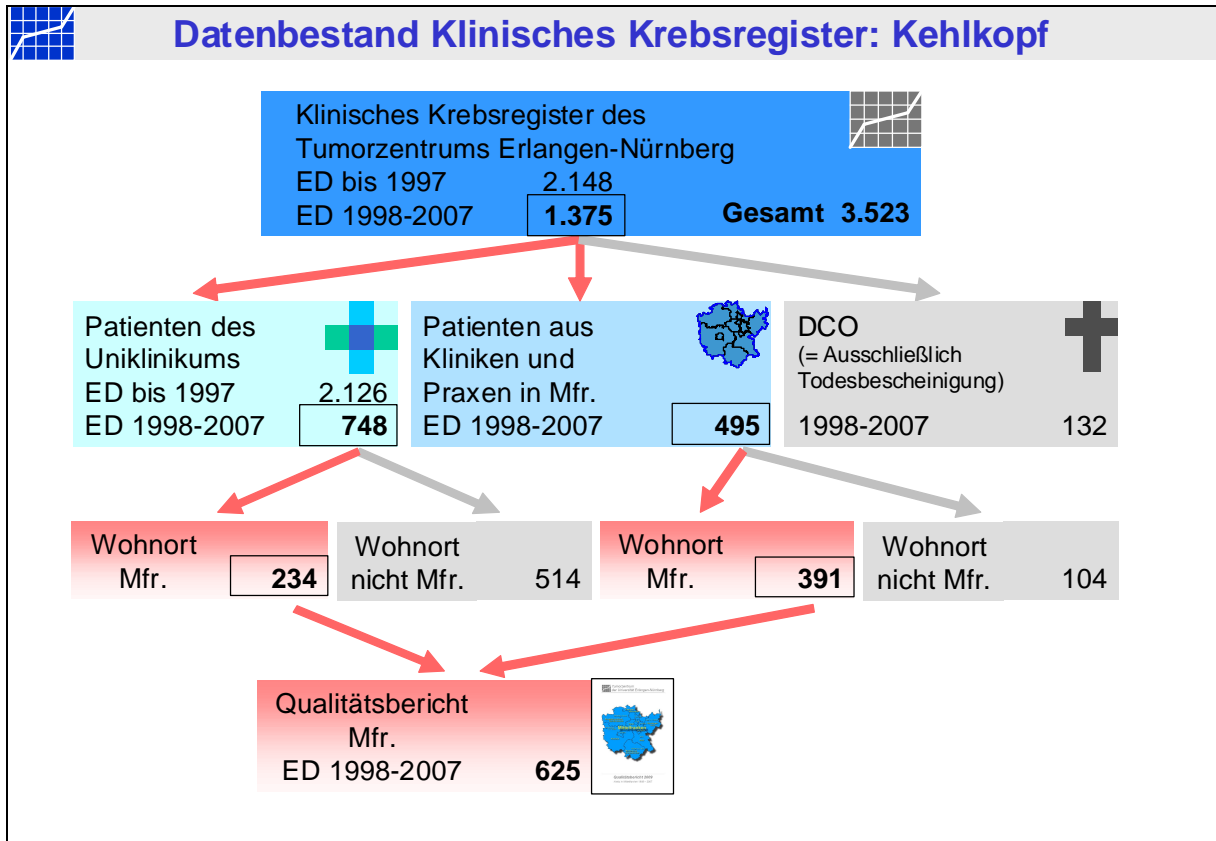 Datenbestand Klinisches Krebsregister: Kehlkopf
Klinisches Krebsregister des
Tumorzentrums Erlangen-Nürnberg
ED bis 1997 2.148
ED 1998-2007 1.375 Gesamt 3.523
Patienten des
Uniklinikums
ED bis 1997 2.126
ED 1998-2007 748
Patienten aus
Kliniken und
Praxen in Mfr.
ED 1998-2007 495
DCO
(= Ausschließlich
Todesbescheinigung)
1998-2007 132
Wohnort
Mfr. 234
Wohnort
nicht Mfr. 514
Wohnort
Mfr. 391
Wohnort
nicht Mfr. 104
Qualitätsbericht
Mfr.
ED 1998-2007 625